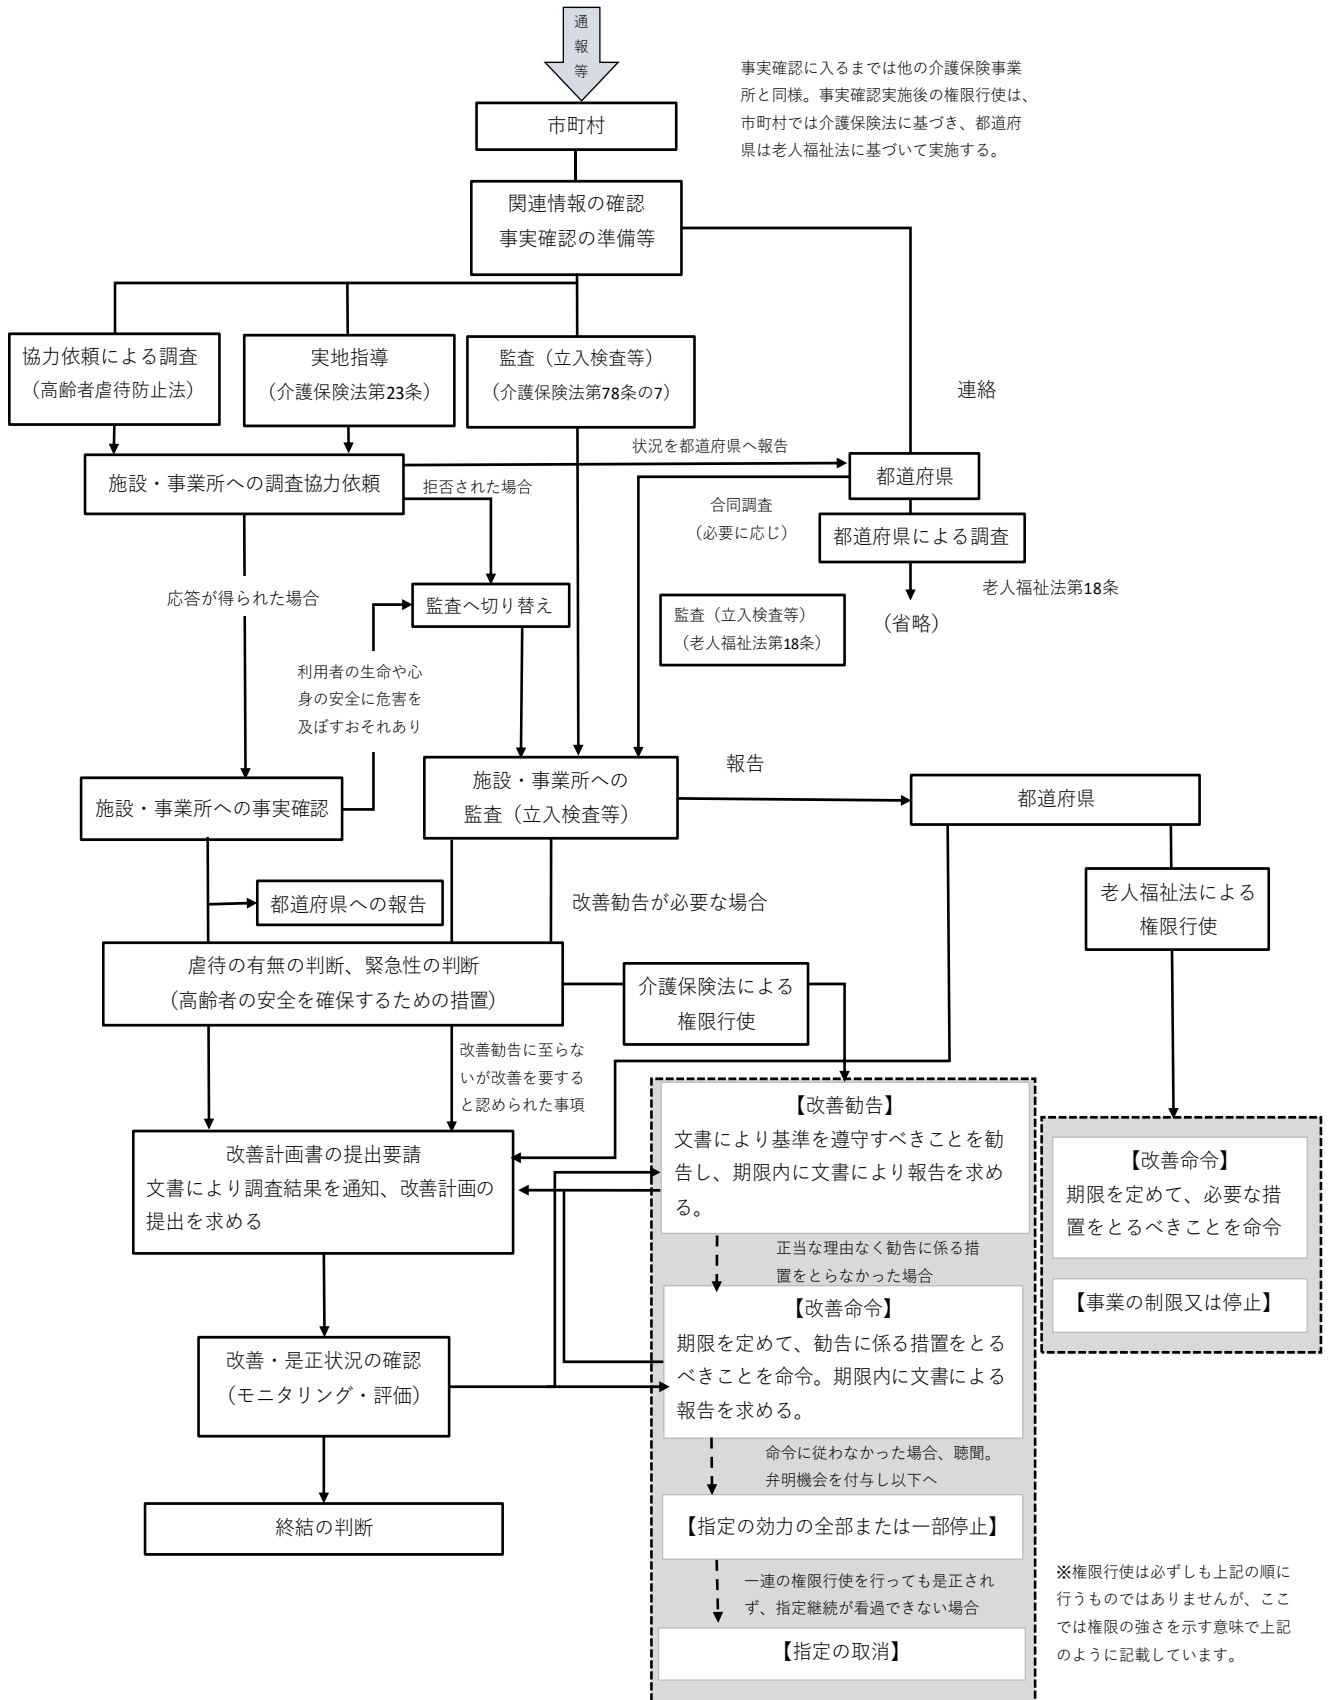 通
報
等
事実確認に入るまでは他の介護保険事業
所と同様。事実確認実施後の権限行使は、
市町村では介護保険法に基づき、都道府
県は老人福祉法に基づいて実施する。
市町村
関連情報の確認
事実確認の準備等
協力依頼による調査
（高齢者虐待防止法）
実地指導
（介護保険法第23条）
監査（立入検査等）
（介護保険法第78条の7）
連絡
状況を都道府県へ報告
施設・事業所への調査協力依頼
拒否された場合
都道府県
合同調査
（必要に応じ）
都道府県による調査
老人福祉法第18条
応答が得られた場合
監査へ切り替え
監査（立入検査等）
（老人福祉法第18条）
（省略）
利用者の生命や心
身の安全に危害を
及ぼすおそれあり
施設・事業所への
監査（立入検査等）
報告
都道府県
施設・事業所への事実確認
都道府県への報告
改善勧告が必要な場合
老人福祉法による
権限行使
虐待の有無の判断、緊急性の判断
（高齢者の安全を確保するための措置）
介護保険法による
権限行使
改善勧告に至らな
いが改善を要する
と認められた事項
【改善勧告】
文書により基準を遵守すべきことを勧
告し、期限内に文書により報告を求め
る。
改善計画書の提出要請
文書により調査結果を通知、改善計画の
提出を求める
【改善命令】
期限を定めて、必要な措
置をとるべきことを命令
正当な理由なく勧告に係る措
置をとらなかった場合
【事業の制限又は停止】
【改善命令】
期限を定めて、勧告に係る措置をとる
べきことを命令。期限内に文書による
報告を求める。
改善・是正状況の確認
（モニタリング・評価）
命令に従わなかった場合、聴聞。
弁明機会を付与し以下へ
終結の判断
【指定の効力の全部または一部停止】
一連の権限行使を行っても是正され
ず、指定継続が看過できない場合
【指定の取消】
※権限行使は必ずしも上記の順に
行うものではありませんが、ここ
では権限の強さを示す意味で上記
のように記載しています。